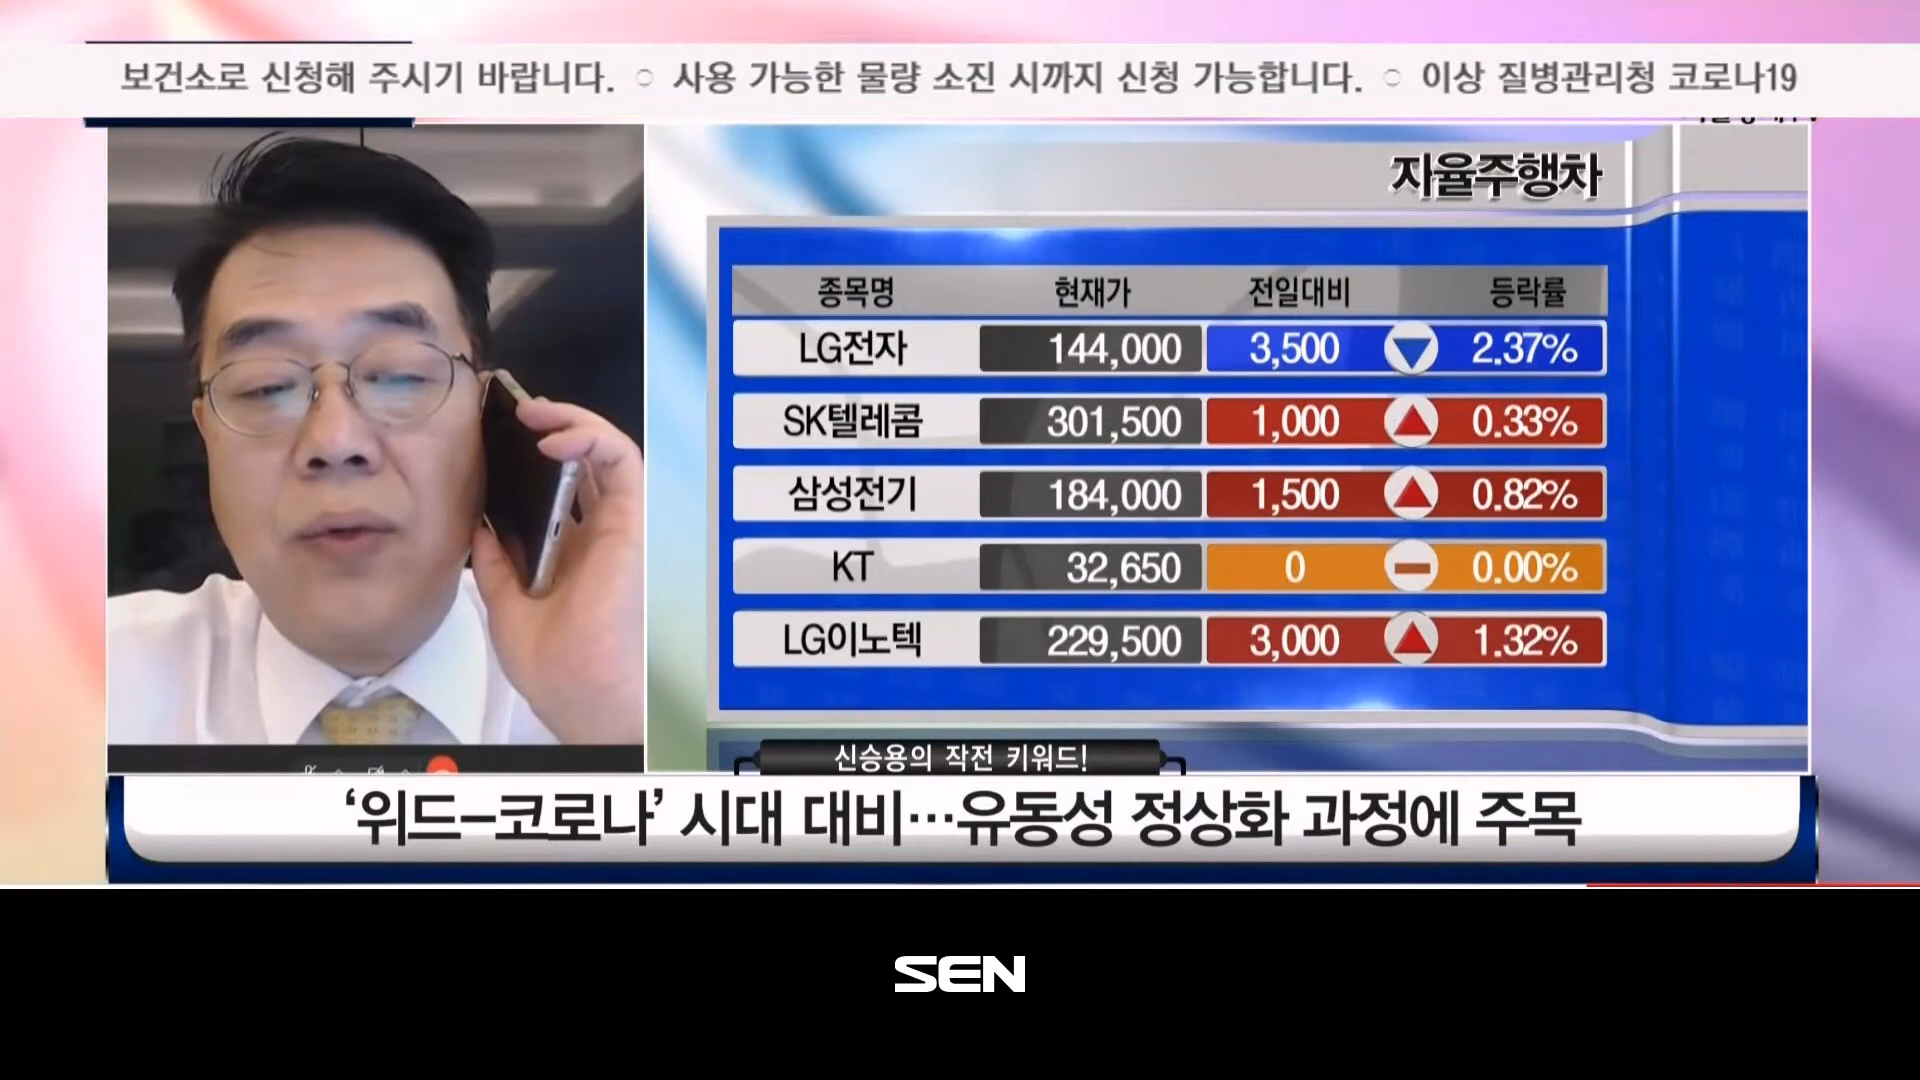 보건소로 신청해 주시기 바랍니다. ○ 사용 가능한 물량 소진 시까지 신청 가능합니다. ○ 이상 질병관리청 코로나19
자율주행차
종목명 현재가 전일대비 등락률
LG전자 144,000 3,500 ▼ 2.37%
SK텔레콤 301,500 1,000 ▲ 0.33%
삼성전기 184,000 1,500 ▲ 0.82%
KT 32,650 0 – 0.00%
LG이노텍 229,500 3,000 ▲ 1.32%
신승용의 작전 키워드!
‘위드-코로나’ 시대 대비…유동성 정상화 과정에 주목
SEN